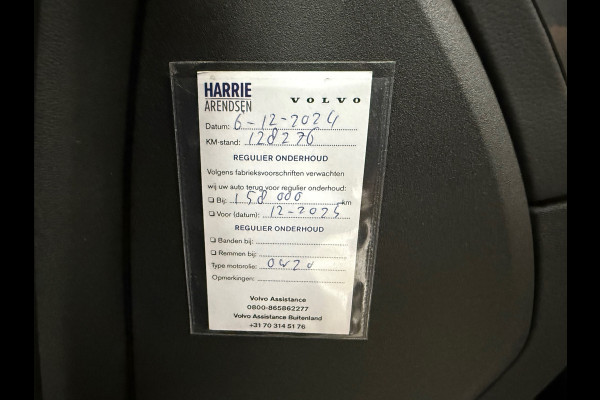 HARRIE
ARENDSEN
VOLVO
Datum: 6-12-2024
KM-stand: 128276
REGULIER ONDERHOUD
Volgens fabrieksvoorschriften verwachten
wij uw auto terug voor regulier onderhoud:
Bij: 158 000 km
Voor (datum): 12-2025
REGULIER ONDERHOUD
Banden bij:
Remmen bij:
Type motorolie: 0W20
Opmerkingen:
Volvo Assistance
0800-865862277
Volvo Assistance Buitenland
+31 70 314 51 76